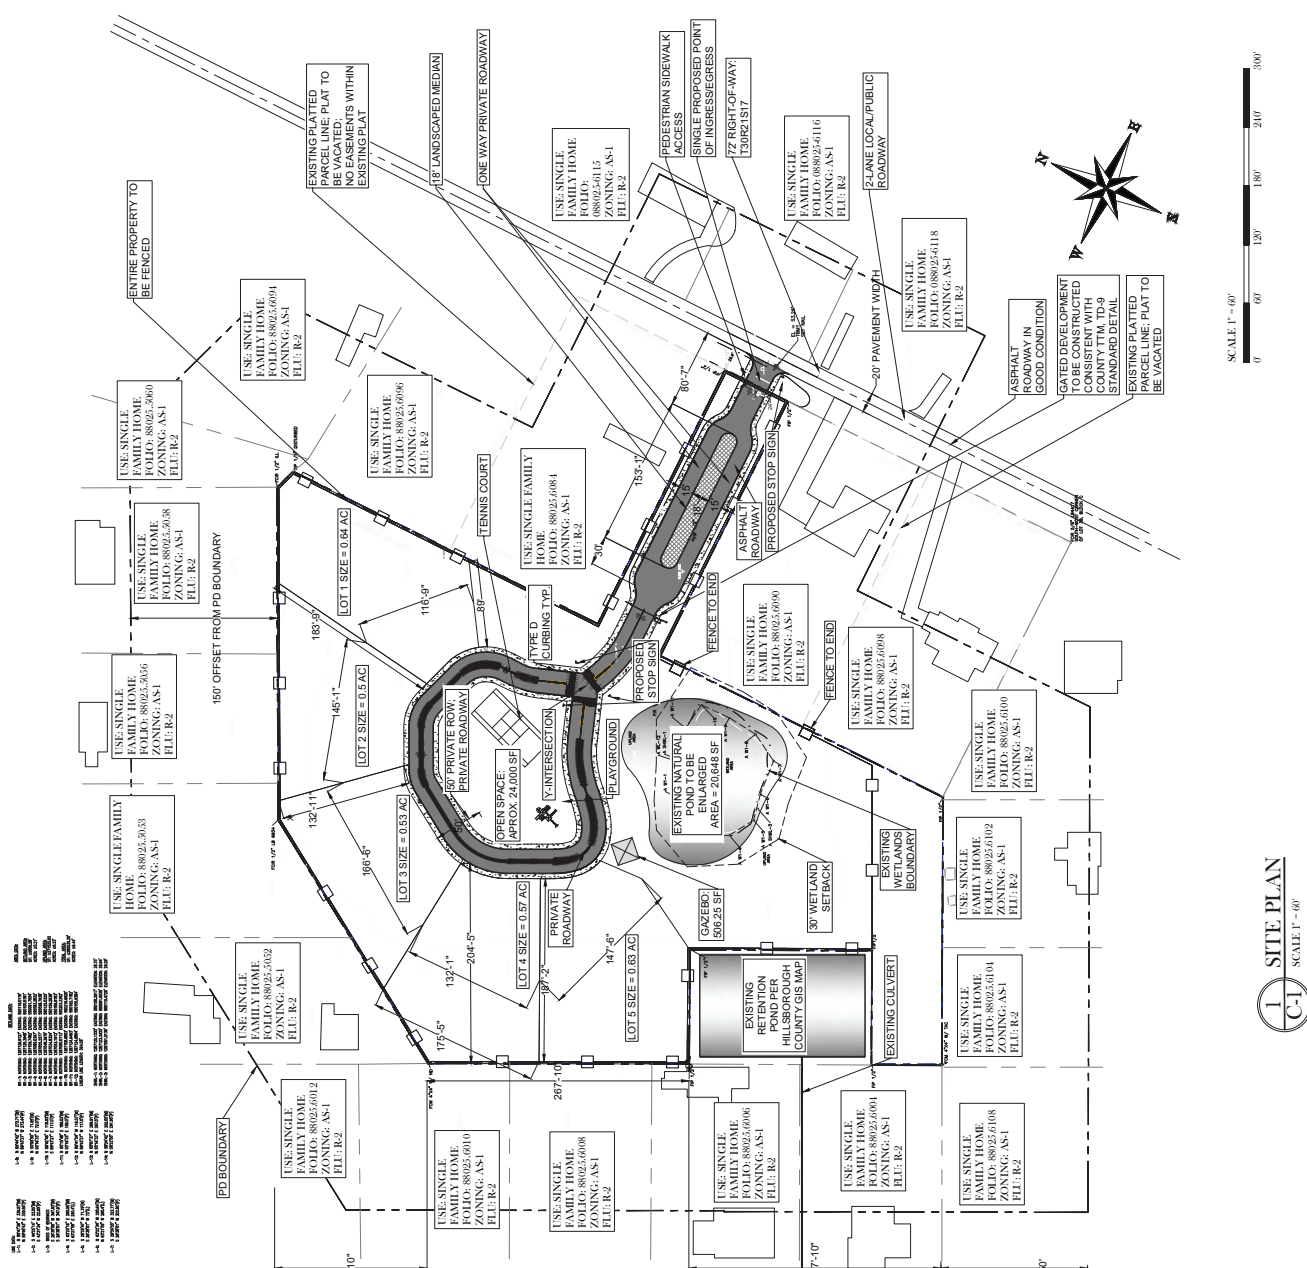 EXISTING PLATTED
PARCEL LINE; PLAT TO
BE VACATED;
NO EASEMENTS WITHIN
EXISTING PLAT
18' LANDSCAPED MEDIAN
ONE WAY PRIVATE ROADWAY
PEDESTRIAN SIDEWALK
ACCESS
SINGLE PROPOSED POINT
OF INGRESS/EGRESS
72' RIGHT-OF-WAY:
T30R21S17
2-LANE LOCAL/PUBLIC
ROADWAY
ENTIRE PROPERTY TO
BE FENCED
USE: SINGLE
FAMILY HOME
FOLIO:
088025-6115
ZONING: AS-1
FLU: R-2
USE: SINGLE
FAMILY HOME
FOLIO: 088025-6116
ZONING: AS-1
FLU: R-2
USE: SINGLE
FAMILY HOME
FOLIO: 088025-6118
ZONING: AS-1
FLU: R-2
USE: SINGLE
FAMILY HOME
FOLIO: 88025.6094
ZONING: AS-1
FLU: R-2
USE: SINGLE
FAMILY HOME
FOLIO: 88025.5060
ZONING: AS-1
FLU: R-2
USE: SINGLE
FAMILY HOME
FOLIO: 88025.6096
ZONING: AS-1
FLU: R-2
USE: SINGLE
FAMILY HOME
FOLIO: 88025.5058
ZONING: AS-1
FLU: R-2
USE: SINGLE FAMILY
HOME
FOLIO: 88025.6084
ZONING: AS-1
FLU: R-2
TENNIS COURT
20' PAVEMENT WIDTH
ASPHALT
ROADWAY IN
GOOD CONDITION
GATED DEVELOPMENT
TO BE CONSTRUCTED
CONSISTENT WITH
COUNTY TTM, TD-9
STANDARD DETAIL
EXISTING PLATTED
PARCEL LINE; PLAT TO
BE VACATED
SCALE 1" = 60'
0'
60'
120'
180'
240'
300'
N
E
W
80'-7"
153'-1"
30'
15'
18'
15'
ASPHALT
ROADWAY
PROPOSED STOP SIGN
150' OFFSET FROM PD BOUNDARY
LOT 1 SIZE = 0.64 AC
183'-9"
116'-9"
89'
TYPE D
CURBING TYP.
PROPOSED
STOP SIGN
FENCE TO END
FENCE TO END
USE: SINGLE
FAMILY HOME
FOLIO: 88025.6090
ZONING: AS-1
FLU: R-2
USE: SINGLE
FAMILY HOME
FOLIO: 88025.6098
ZONING: AS-1
FLU: R-2
USE: SINGLE
FAMILY HOME
FOLIO: 88025.6100
ZONING: AS-1
FLU: R-2
USE: SINGLE
FAMILY HOME
FOLIO: 88025.5056
ZONING: AS-1
FLU: R-2
LOT 2 SIZE = 0.5 AC
145'-1"
50' PRIVATE ROW;
PRIVATE ROADWAY
OPEN SPACE:
APROX. 24,000 SF
Y-INTERSECTION
PLAYGROUND
EXISTING NATURAL
POND TO BE
ENLARGED
AREA = 20,648 SF
132'-11"
50'
LOT 3 SIZE = 0.53 AC
166'-6"
USE: SINGLE FAMILY
HOME
FOLIO: 88025.5053
ZONING: AS-1
FLU: R-2
LOT 4 SIZE = 0.57 AC
PRIVATE
ROADWAY
204'-5"
132'-1"
187'-2"
147'-6"
175'-5"
LOT 5 SIZE = 0.63 AC
GAZEBO:
506.25 SF
30' WETLAND
SETBACK
EXISTING
WETLANDS
BOUNDARY
EXISTING
RETENTION
POND PER
HILLSBOROUGH
COUNTY GIS MAP
EXISTING CULVERT
267'-10"
USE: SINGLE
FAMILY HOME
FOLIO: 88025.6102
ZONING: AS-1
FLU: R-2
USE: SINGLE
FAMILY HOME
FOLIO: 88025.6104
ZONING: AS-1
FLU: R-2
USE: SINGLE
FAMILY HOME
FOLIO: 88025.5052
ZONING: AS-1
FLU: R-2
PD BOUNDARY
USE: SINGLE
FAMILY HOME
FOLIO: 88025.6012
ZONING: AS-1
FLU: R-2
USE: SINGLE
FAMILY HOME
FOLIO: 88025.6010
ZONING: AS-1
FLU: R-2
USE: SINGLE
FAMILY HOME
FOLIO: 88025.6008
ZONING: AS-1
FLU: R-2
USE: SINGLE
FAMILY HOME
FOLIO: 88025.6006
ZONING: AS-1
FLU: R-2
USE: SINGLE
FAMILY HOME
FOLIO: 88025.6004
ZONING: AS-1
FLU: R-2
USE: SINGLE
FAMILY HOME
FOLIO: 88025.6108
ZONING: AS-1
FLU: R-2
1
C-1
SITE PLAN
SCALE 1" = 60'